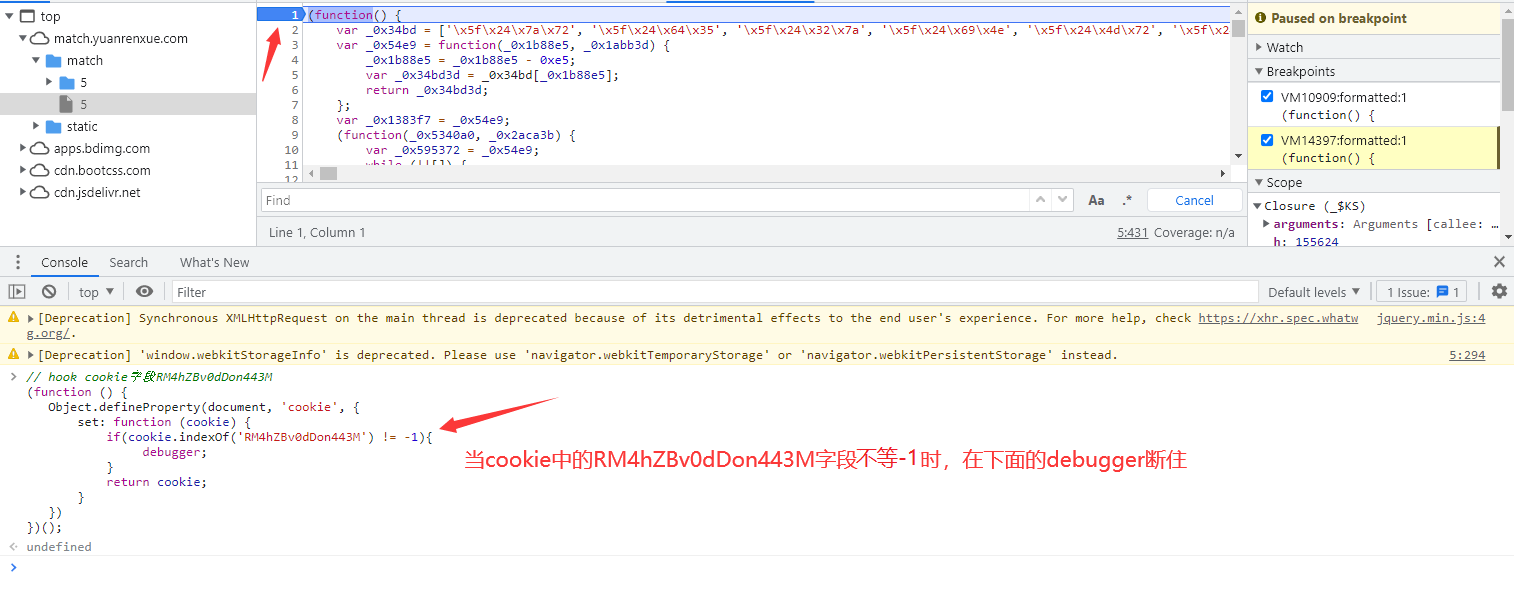 top
match.yuanrenxue.com
match
5
5
static
apps.bdimg.com
cdn.bootcss.com
cdn.jsdelivr.net
1 (function() {
2 var _0x34bd = ['\x5f\x24\x7a\x72', '\x5f\x24\x64\x35', '\x5f\x24\x32\x7a', '\x5f\x24\x69\x4e', '\x5f\x24\x4d\x72', '\x5f\x2
3 var _0x54e9 = function(_0x1b88e5, _0x1abb3d) {
4 _0x1b88e5 = _0x1b88e5 - 0xe5;
5 var _0x34bd3d = _0x34bd[_0x1b88e5];
6 return _0x34bd3d;
7 };
8 var _0x1383f7 = _0x54e9;
9 (function(_0x5340a0, _0x2aca3b) {
10 var _0x595372 = _0x54e9;
11 while (!![]) {
12
Find
Aa .* Cancel
Line 1, Column 1
5:431 Coverage: n/a
Paused on breakpoint
Watch
Breakpoints
VM10909:formatted:1
(function() {
VM14397:formatted:1
(function() {
Scope
Closure (_$KS)
arguments: Arguments [callee: …
h: 155624
Console Search What's New
top Filter Default levels 1 Issue: 1
[Deprecation] Synchronous XMLHttpRequest on the main thread is deprecated because of its detrimental effects to the end user's experience. For more help, check https://xhr.spec.whatw jquery.min.js:4
g.org/.
[Deprecation] 'window.webkitStorageInfo' is deprecated. Please use 'navigator.webkitTemporaryStorage' or 'navigator.webkitPersistentStorage' instead. 5:294
// hook cookie字段RM4hZBv0dDon443M
(function () {
Object.defineProperty(document, 'cookie', {
set: function (cookie) {
if(cookie.indexOf('RM4hZBv0dDon443M') != -1){
debugger;
}
return cookie;
}
})
})();
当cookie中的RM4hZBv0dDon443M字段不等-1时，在下面的debugger断住
undefined